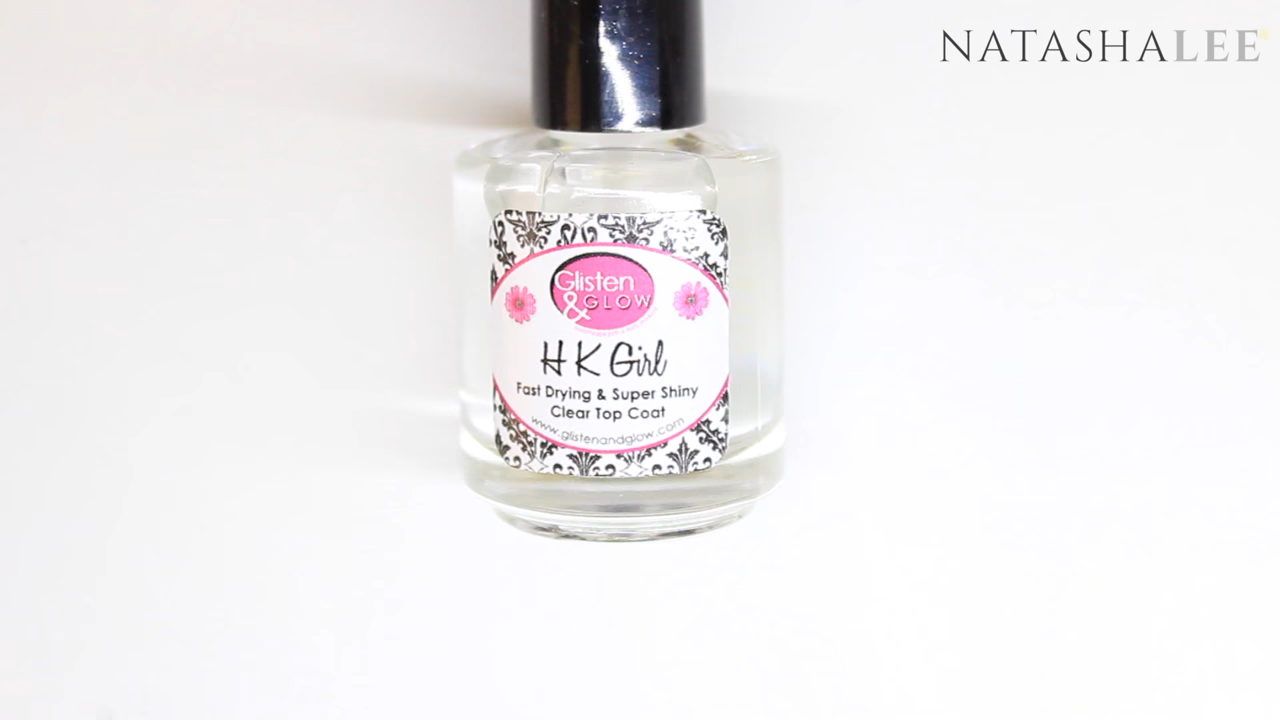 NATASHALEE
Glisten
& GLOW
H K Girl
Fast Drying & Super Shiny
Clear Top Coat
www.glistenandglow.com